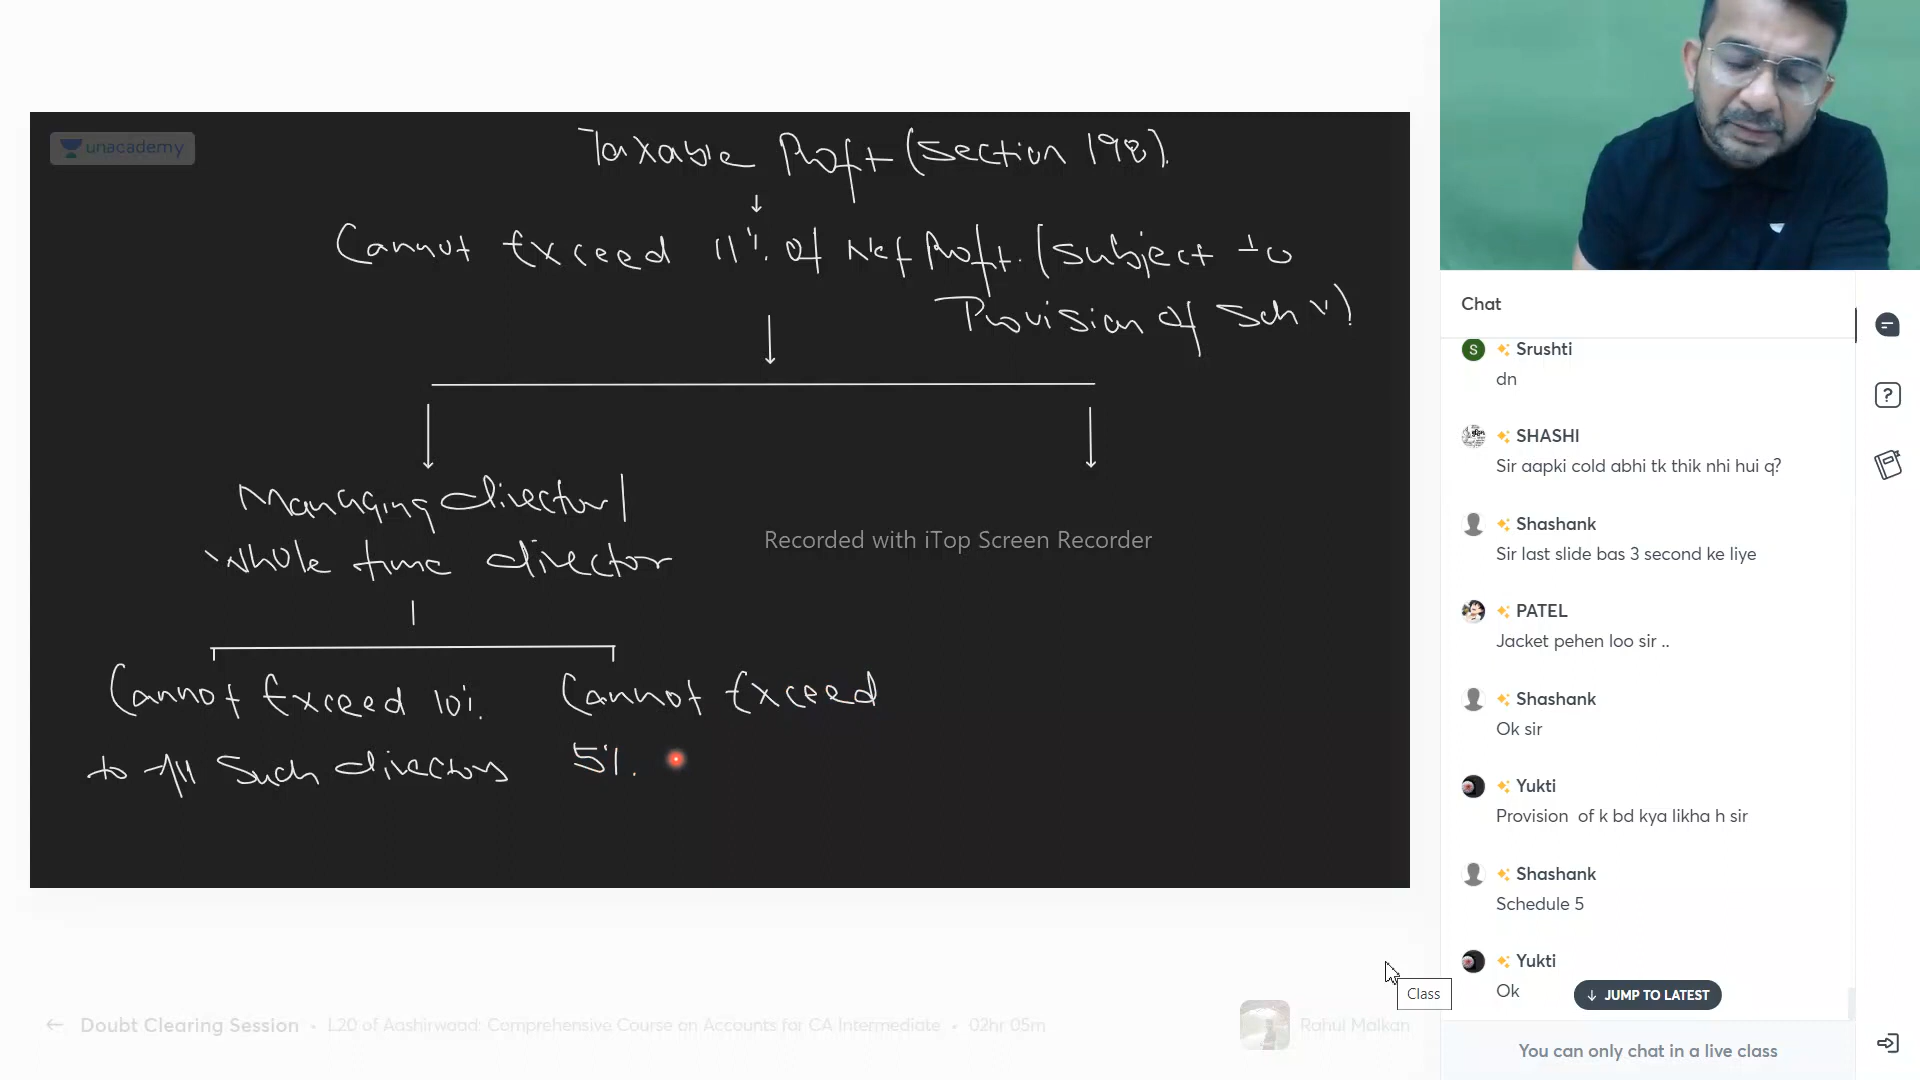 unacademy
Taxable Profit (Section 198).
Cannot Exceed 11% of Net Profit. (Subject to
Provision of Sch V)
Managing director/
Whole time director
Cannot Exceed 10%.
to All Such directors
Cannot Exceed
5%.
Recorded with iTop Screen Recorder
Chat
S
Srushti
dn
SHASHI
Sir aapki cold abhi tk thik nhi hui q?
Shashank
Sir last slide bas 3 second ke liye
PATEL
Jacket pehen loo sir ..
Shashank
Ok sir
Yukti
Provision of k bd kya likha h sir
Shashank
Schedule 5
Yukti
Ok
↓ JUMP TO LATEST
You can only chat in a live class
Class
← Doubt Clearing Session • L20 of Aashirwaad: Comprehensive Course on Accounts for CA Intermediate • 02hr 05m
Rahul Malkan